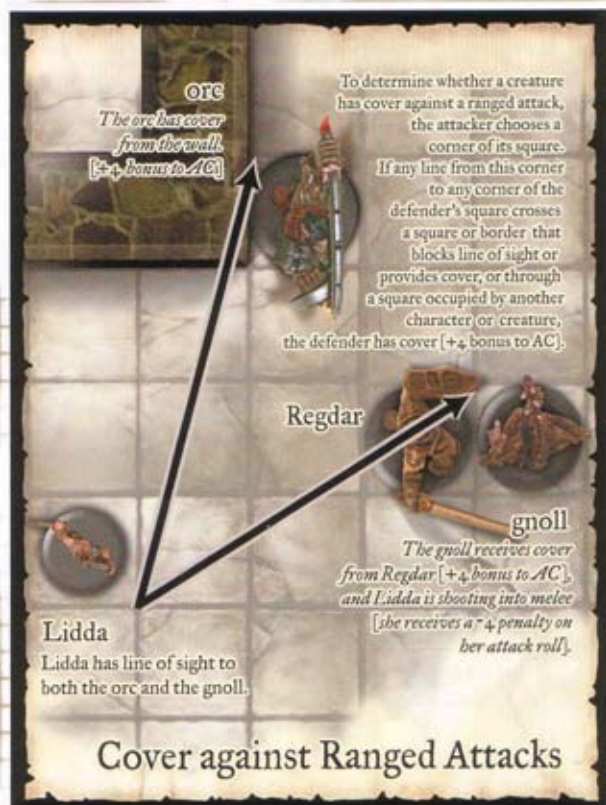 orc
The orc has cover
from the wall.
[+4 bonus to AC]
To determine whether a creature
has cover against a ranged attack,
the attacker chooses a
corner of its square.
If any line from this corner
to any corner of the
defender's square crosses
a square or border that
blocks line of sight or
provides cover, or through
a square occupied by another
character or creature,
the defender has cover [+4 bonus to AC].
Regdar
gnoll
The gnoll receives cover
from Regdar [+4 bonus to AC],
and Lidda is shooting into melee
[she receives a -4 penalty on
her attack roll].
Lidda
Lidda has line of sight to
both the orc and the gnoll.
Cover against Ranged Attacks